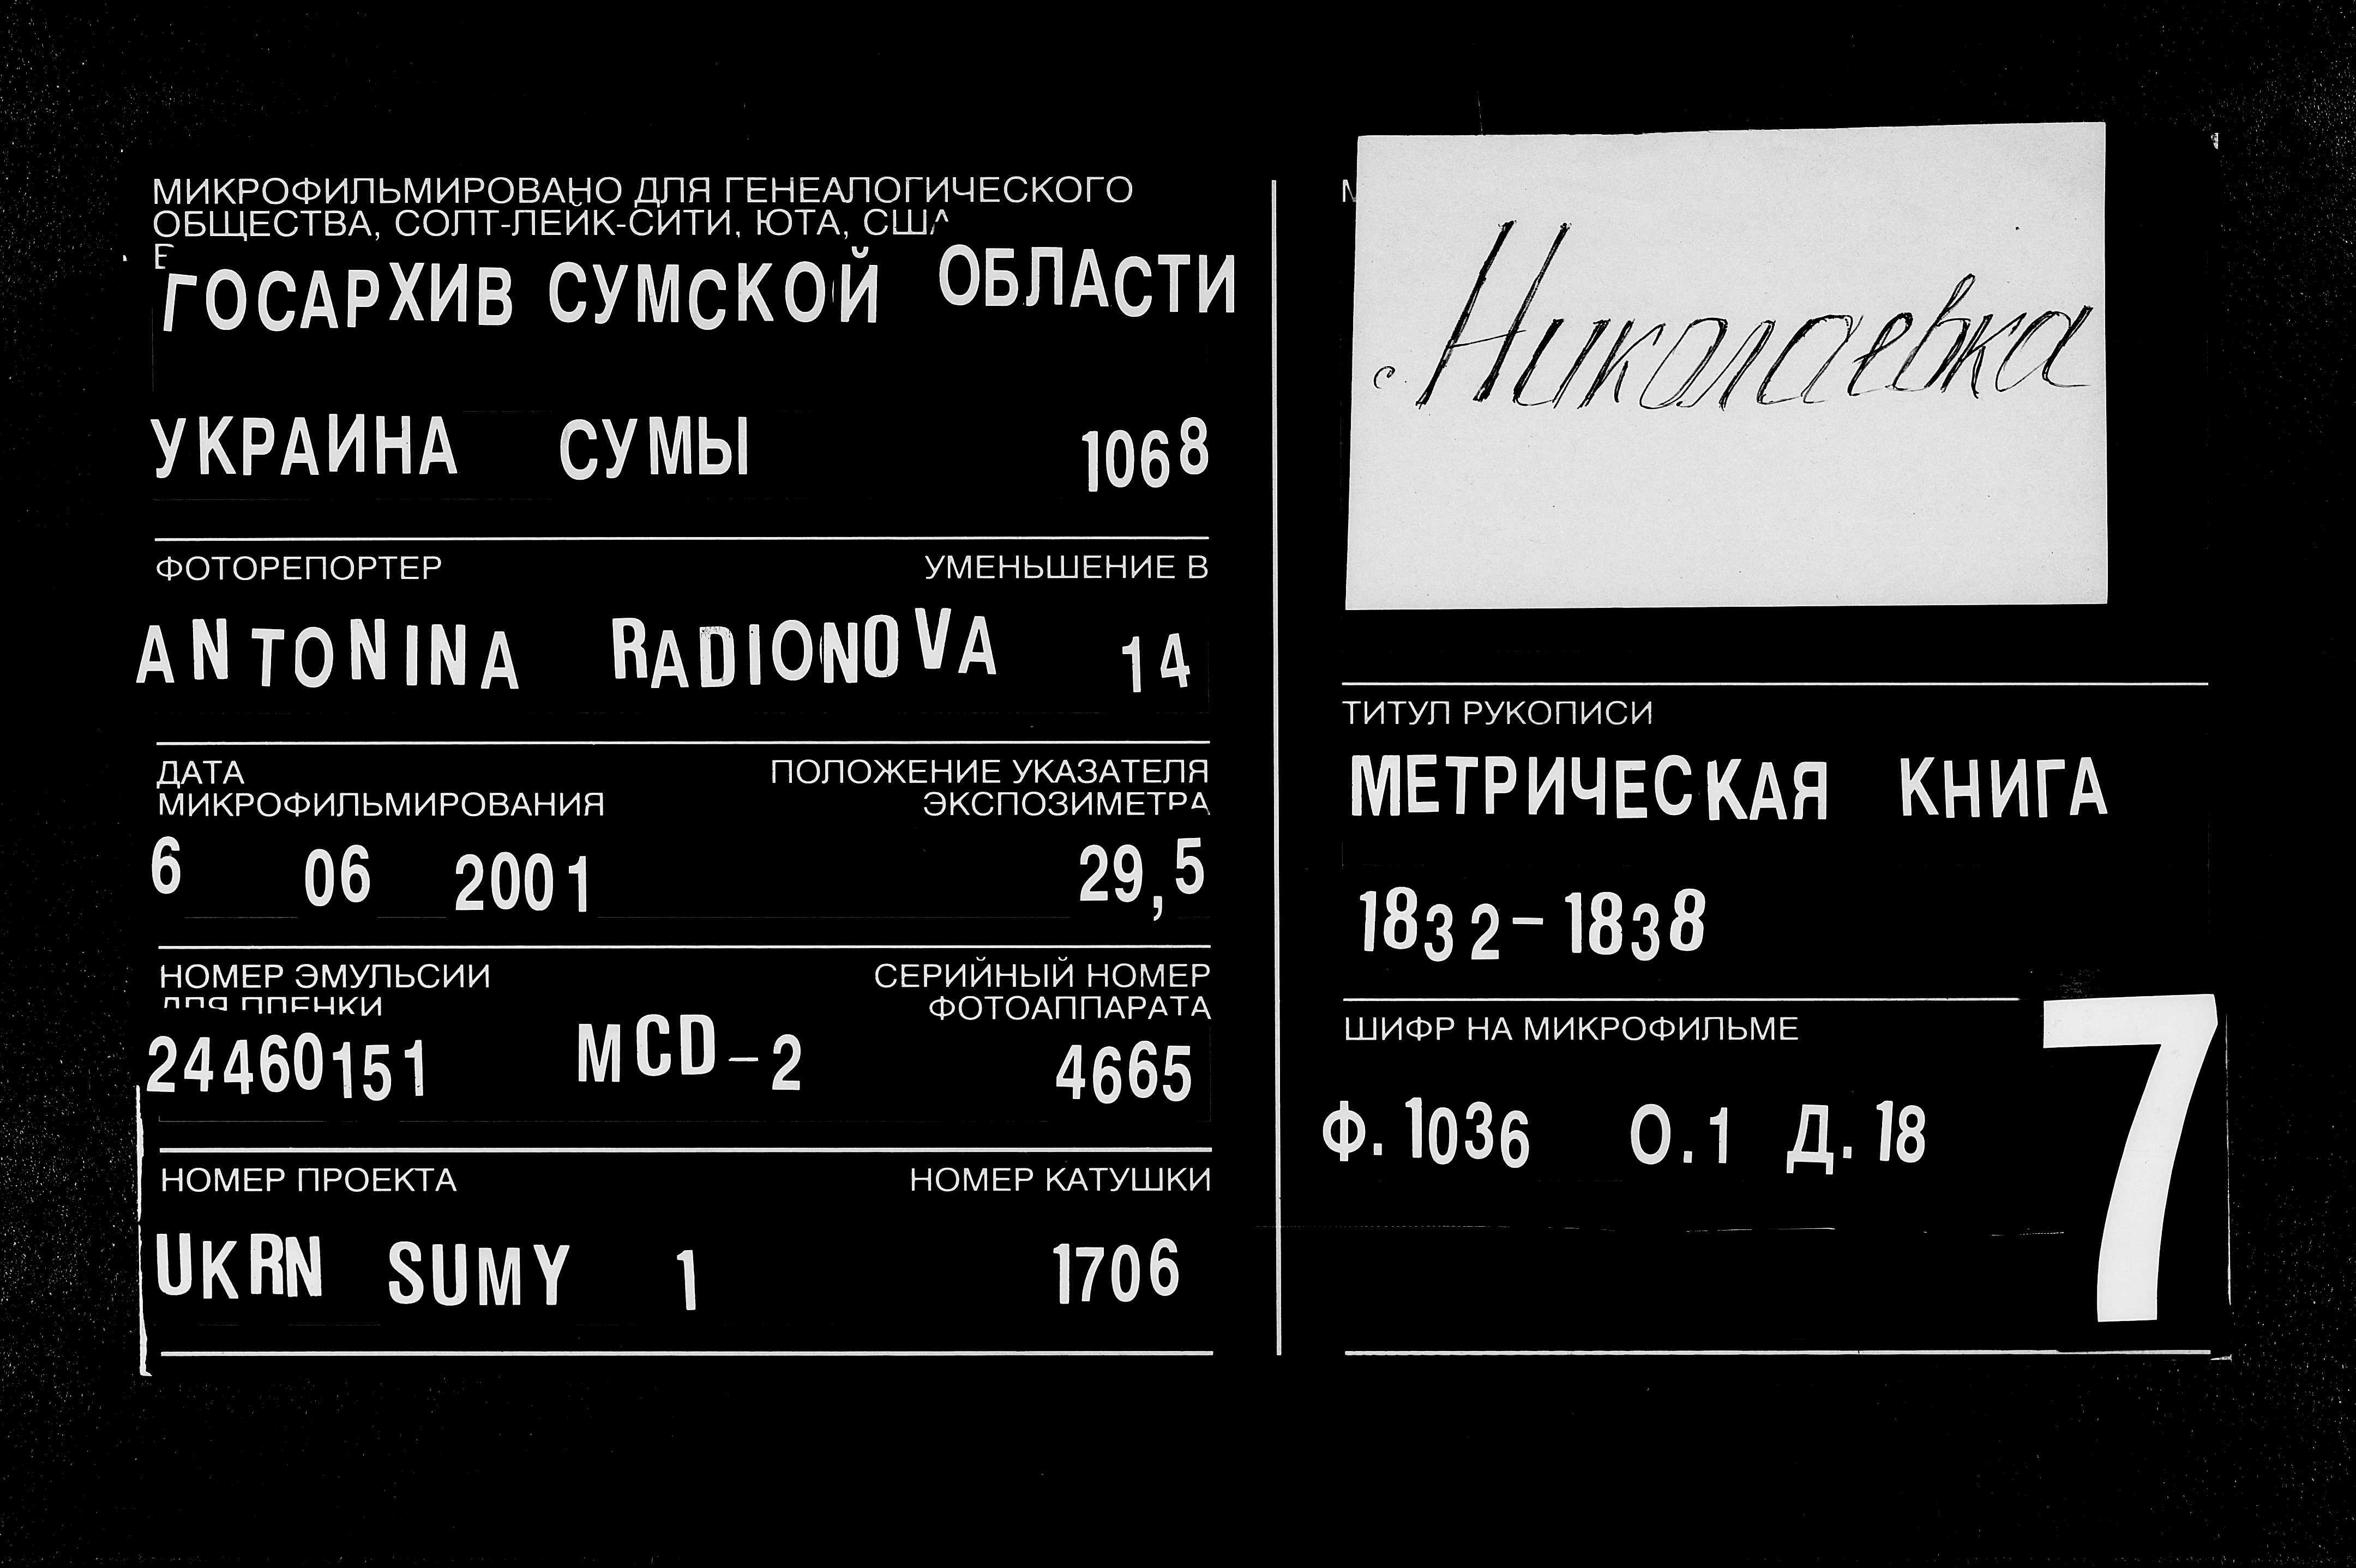 МИКРОФИЛЬМИРОВАНО ДЛЯ ГЕНЕАЛОГИЧЕСКОГО
ОБЩЕСТВА, СОЛТ-ЛЕЙК-СИТИ, ЮТА, США
ГОСАРХИВ СУМСКОЙ ОБЛАСТИ
УКРАИНА СУМЫ 1068
ФОТОРЕПОРТЕР УМЕНЬШЕНИЕ В
ANTONINA RADIONOVA 14
ДАТА ПОЛОЖЕНИЕ УКАЗАТЕЛЯ
МИКРОФИЛЬМИРОВАНИЯ ЭКСПОЗИМЕТРА
6 06 2001 29,5
НОМЕР ЭМУЛЬСИИ СЕРИЙНЫЙ НОМЕР
ДЛЯ ПЛЕНКИ ФОТОАППАРАТА
24460151 MCD-2 4665
НОМЕР ПРОЕКТА НОМЕР КАТУШКИ
UKRN SUMY 1 1706
с. Николаевка
ТИТУЛ РУКОПИСИ
МЕТРИЧЕСКАЯ КНИГА
1832-1838
ШИФР НА МИКРОФИЛЬМЕ
Ф. 1036 О.1 Д. 18
7